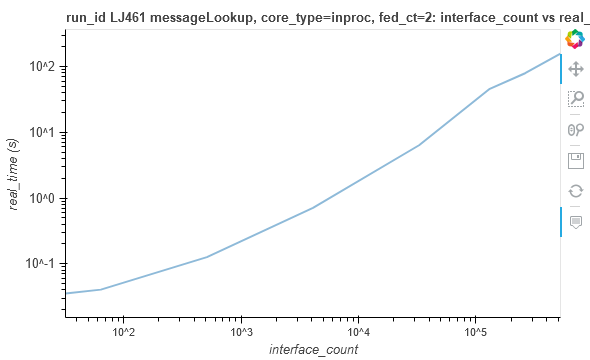 run_id LJ461 messageLookup, core_type=inproc, fed_ct=2: interface_count vs real_
10^2
10^1
10^0
10^-1
real_time (s)
10^2
10^3
10^4
10^5
interface_count